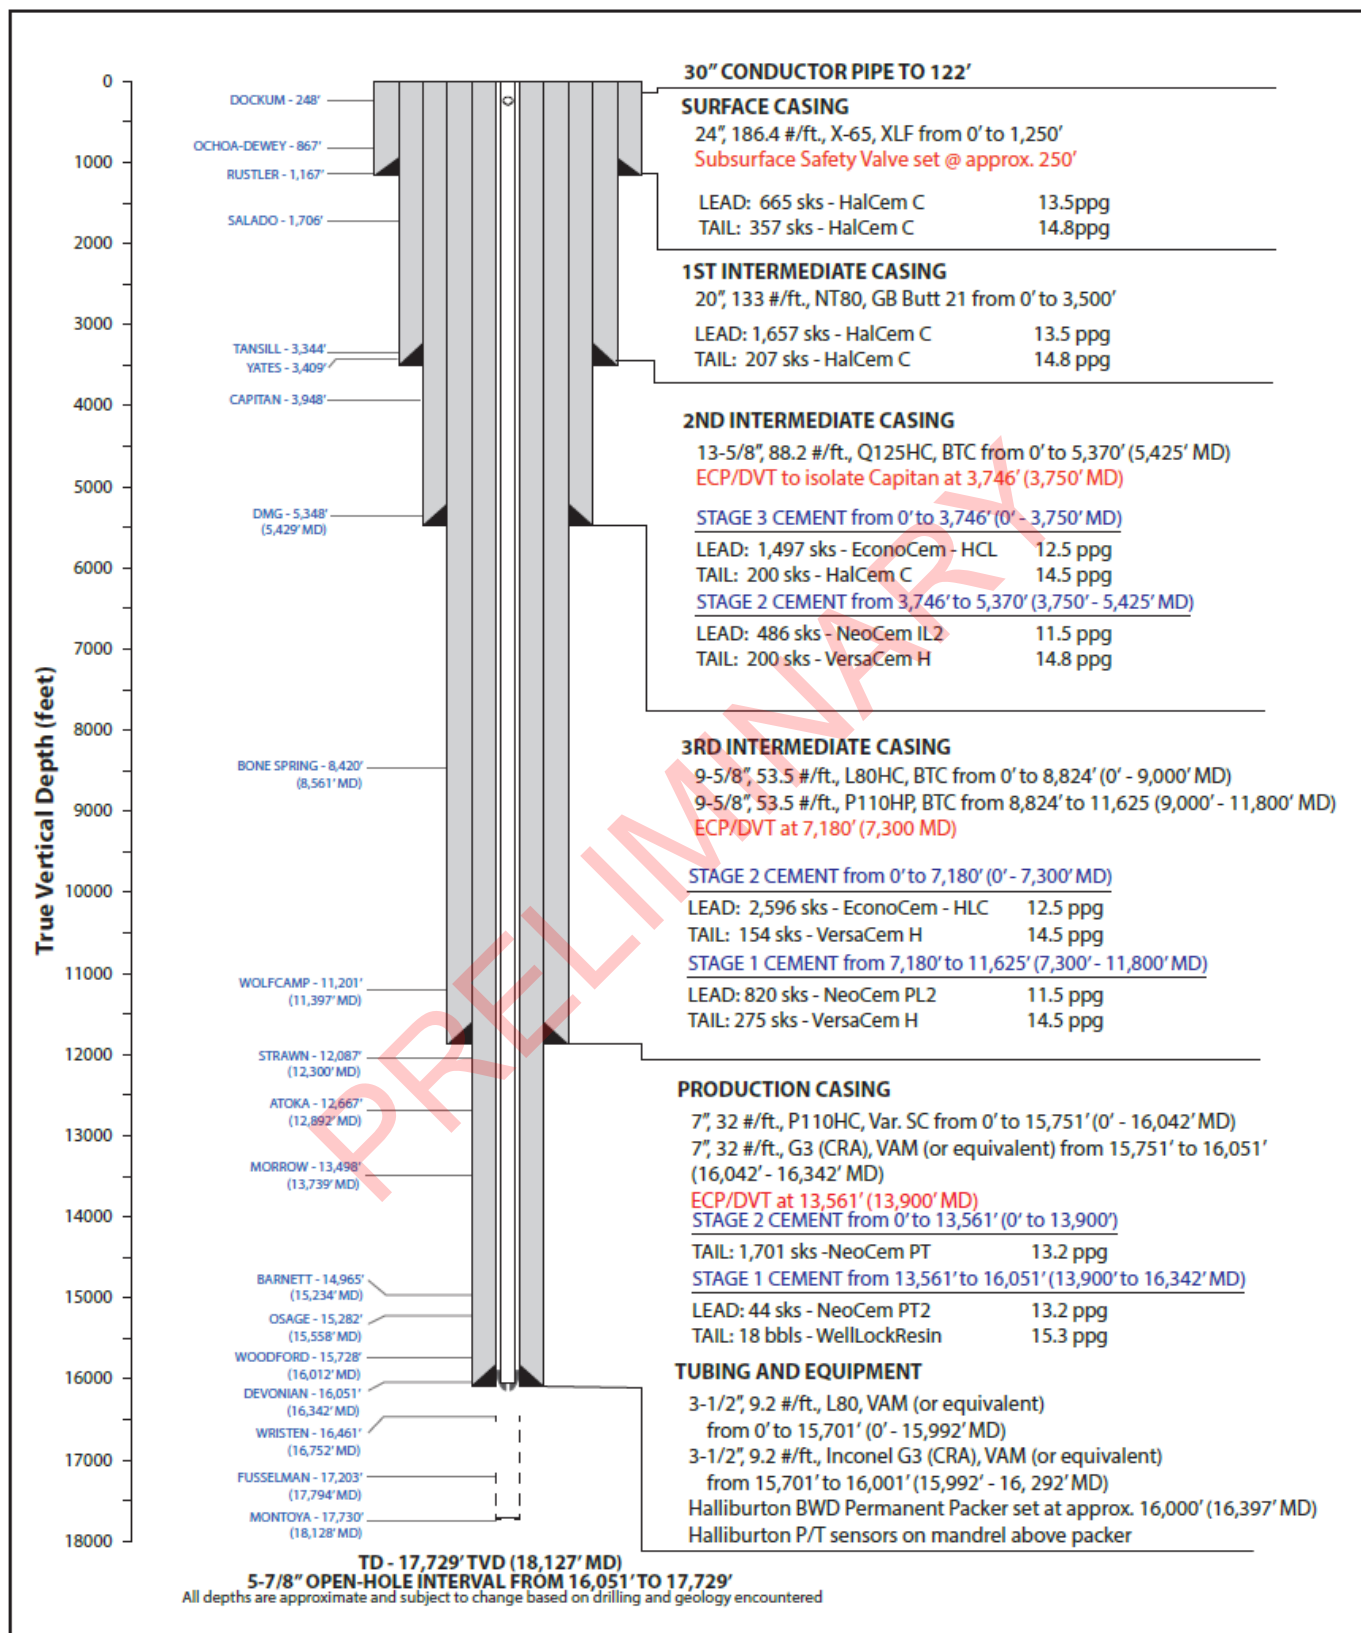 30" CONDUCTOR PIPE TO 122'
SURFACE CASING
24", 186.4 #/ft., X-65, XLF from 0' to 1,250'
Subsurface Safety Valve set @ approx. 250'
LEAD: 665 sks - HalCem C 13.5ppg
TAIL: 357 sks - HalCem C 14.8ppg
1ST INTERMEDIATE CASING
20", 133 #/ft., NT80, GB Butt 21 from 0' to 3,500'
LEAD: 1,657 sks - HalCem C 13.5 ppg
TAIL: 207 sks - HalCem C 14.8 ppg
2ND INTERMEDIATE CASING
13-5/8", 88.2 #/ft., Q125HC, BTC from 0' to 5,370' (5,425' MD)
ECP/DVT to isolate Capitan at 3,746' (3,750' MD)
STAGE 3 CEMENT from 0' to 3,746' (0' - 3,750' MD)
LEAD: 1,497 sks - EconoCem - HCL 12.5 ppg
TAIL: 200 sks - HalCem C 14.5 ppg
STAGE 2 CEMENT from 3,746' to 5,370' (3,750' - 5,425' MD)
LEAD: 486 sks - NeoCem IL2 11.5 ppg
TAIL: 200 sks - VersaCem H 14.8 ppg
3RD INTERMEDIATE CASING
9-5/8", 53.5 #/ft., L80HC, BTC from 0' to 8,824' (0' - 9,000' MD)
9-5/8", 53.5 #/ft., P110HP, BTC from 8,824' to 11,625 (9,000' - 11,800' MD)
ECP/DVT at 7,180' (7,300 MD)
STAGE 2 CEMENT from 0' to 7,180' (0' - 7,300' MD)
LEAD: 2,596 sks - EconoCem - HLC 12.5 ppg
TAIL: 154 sks - VersaCem H 14.5 ppg
STAGE 1 CEMENT from 7,180' to 11,625' (7,300' - 11,800' MD)
LEAD: 820 sks - NeoCem PL2 11.5 ppg
TAIL: 275 sks - VersaCem H 14.5 ppg
PRODUCTION CASING
7", 32 #/ft., P110HC, Var. SC from 0' to 15,751' (0' - 16,042' MD)
7", 32 #/ft., G3 (CRA), VAM (or equivalent) from 15,751' to 16,051'
(16,042' - 16,342' MD)
ECP/DVT at 13,561' (13,900' MD)
STAGE 2 CEMENT from 0' to 13,561' (0' to 13,900')
TAIL: 1,701 sks -NeoCem PT 13.2 ppg
STAGE 1 CEMENT from 13,561' to 16,051' (13,900' to 16,342' MD)
LEAD: 44 sks - NeoCem PT2 13.2 ppg
TAIL: 18 bbls - WellLockResin 15.3 ppg
TUBING AND EQUIPMENT
3-1/2", 9.2 #/ft., L80, VAM (or equivalent)
from 0' to 15,701' (0' - 15,992' MD)
3-1/2", 9.2 #/ft., Inconel G3 (CRA), VAM (or equivalent)
from 15,701' to 16,001' (15,992' - 16, 292' MD)
Halliburton BWD Permanent Packer set at approx. 16,000' (16,397' MD)
Halliburton P/T sensors on mandrel above packer
True Vertical Depth (feet)
0
1000
2000
3000
4000
5000
6000
7000
8000
9000
10000
11000
12000
13000
14000
15000
16000
17000
18000
DOCKUM - 248'
OCHOA-DEWEY - 867'
RUSTLER - 1,167'
SALADO - 1,706'
TANSILL - 3,344'
YATES - 3,409'
CAPITAN - 3,948'
DMG - 5,348'
(5,429' MD)
BONE SPRING - 8,420'
(8,561' MD)
WOLFCAMP - 11,201'
(11,397' MD)
STRAWN - 12,087'
(12,300' MD)
ATOKA - 12,667'
(12,892' MD)
MORROW - 13,498'
(13,739' MD)
BARNETT - 14,965'
(15,234' MD)
OSAGE - 15,282'
(15,558' MD)
WOODFORD - 15,728'
(16,012' MD)
DEVONIAN - 16,051'
(16,342' MD)
WRISTEN - 16,461'
(16,752' MD)
FUSSELMAN - 17,203'
(17,794' MD)
MONTOYA - 17,730'
(18,128' MD)
PRELIMINARY
TD - 17,729' TVD (18,127' MD)
5-7/8" OPEN-HOLE INTERVAL FROM 16,051' TO 17,729'
All depths are approximate and subject to change based on drilling and geology encountered